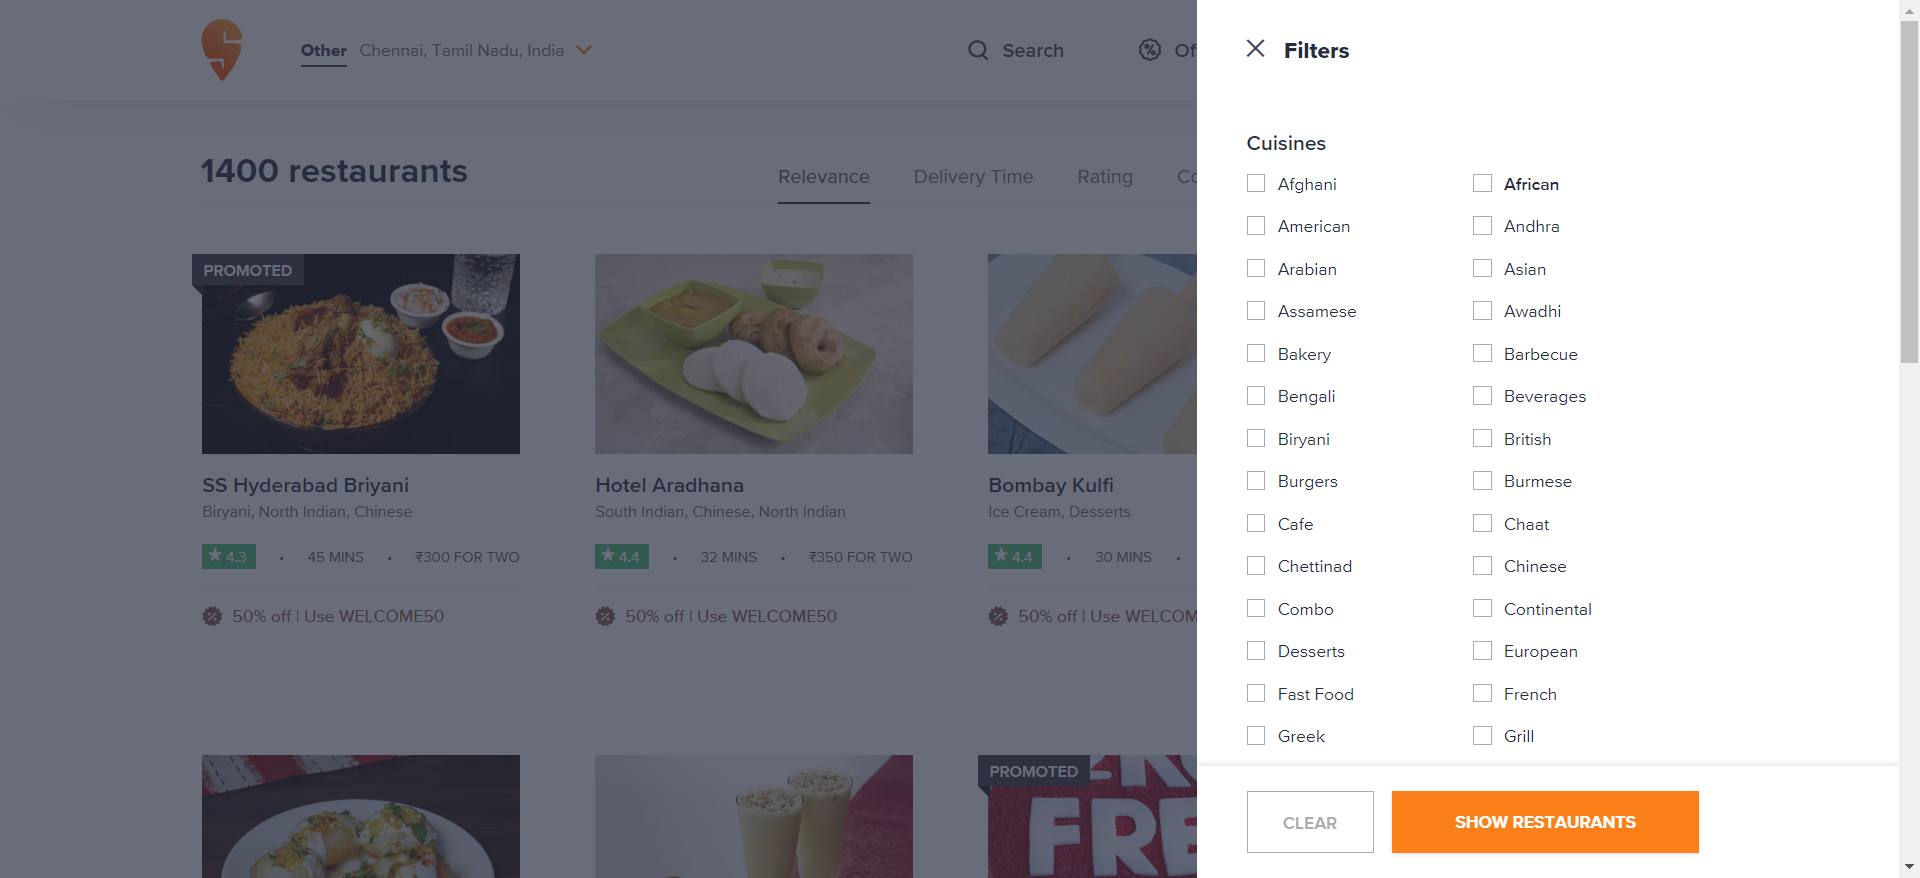 Other Chennai, Tamil Nadu, India
Search
Filters
1400 restaurants
Relevance Delivery Time Rating
PROMOTED
SS Hyderabad Briyani
Biryani, North Indian, Chinese
★ 4.3 • 45 MINS • ₹300 FOR TWO
50% off | Use WELCOME50
Hotel Aradhana
South Indian, Chinese, North Indian
★ 4.4 • 32 MINS • ₹350 FOR TWO
50% off | Use WELCOME50
Bombay Kulfi
Ice Cream, Desserts
★ 4.4 • 30 MINS •
50% off | Use WELCOM
PROMOTED
FRE
Cuisines
Afghani
African
American
Andhra
Arabian
Asian
Assamese
Awadhi
Bakery
Barbecue
Bengali
Beverages
Biryani
British
Burgers
Burmese
Cafe
Chaat
Chettinad
Chinese
Combo
Continental
Desserts
European
Fast Food
French
Greek
Grill
CLEAR
SHOW RESTAURANTS